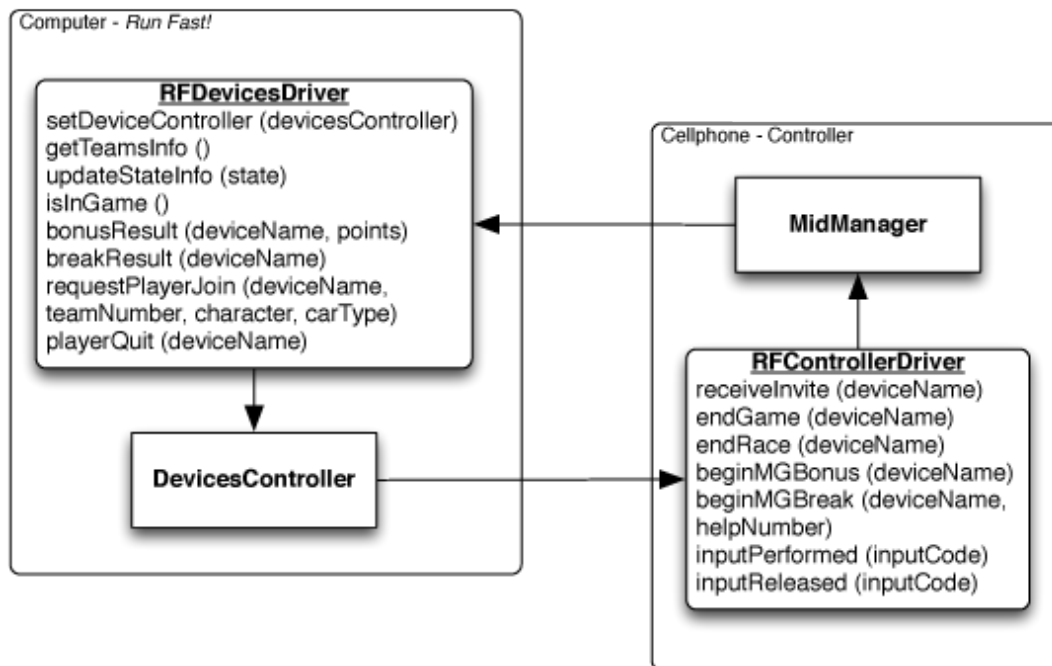 Computer - Run Fast!
RFDevicesDriver
setDeviceController (devicesController)
getTeamsInfo ()
updateStateInfo (state)
isInGame ()
bonusResult (deviceName, points)
breakResult (deviceName)
requestPlayerJoin (deviceName,
teamNumber, character, carType)
playerQuit (deviceName)
DevicesController
Cellphone - Controller
MidManager
RFControllerDriver
receiveInvite (deviceName)
endGame (deviceName)
endRace (deviceName)
beginMGBonus (deviceName)
beginMGBreak (deviceName,
helpNumber)
inputPerformed (inputCode)
inputReleased (inputCode)